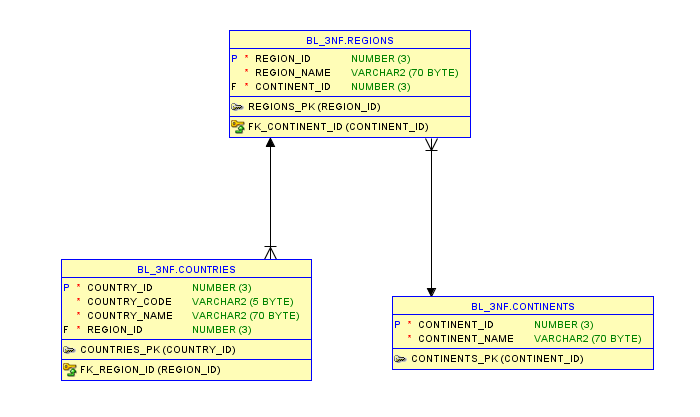 BL_3NF.REGIONS
P * REGION_ID NUMBER (3)
* REGION_NAME VARCHAR2 (70 BYTE)
F * CONTINENT_ID NUMBER (3)
REGIONS_PK (REGION_ID)
FK_CONTINENT_ID (CONTINENT_ID)
BL_3NF.COUNTRIES
P * COUNTRY_ID NUMBER (3)
* COUNTRY_CODE VARCHAR2 (5 BYTE)
* COUNTRY_NAME VARCHAR2 (70 BYTE)
F * REGION_ID NUMBER (3)
COUNTRIES_PK (COUNTRY_ID)
FK_REGION_ID (REGION_ID)
BL_3NF.CONTINENTS
P * CONTINENT_ID NUMBER (3)
* CONTINENT_NAME VARCHAR2 (70 BYTE)
CONTINENTS_PK (CONTINENT_ID)